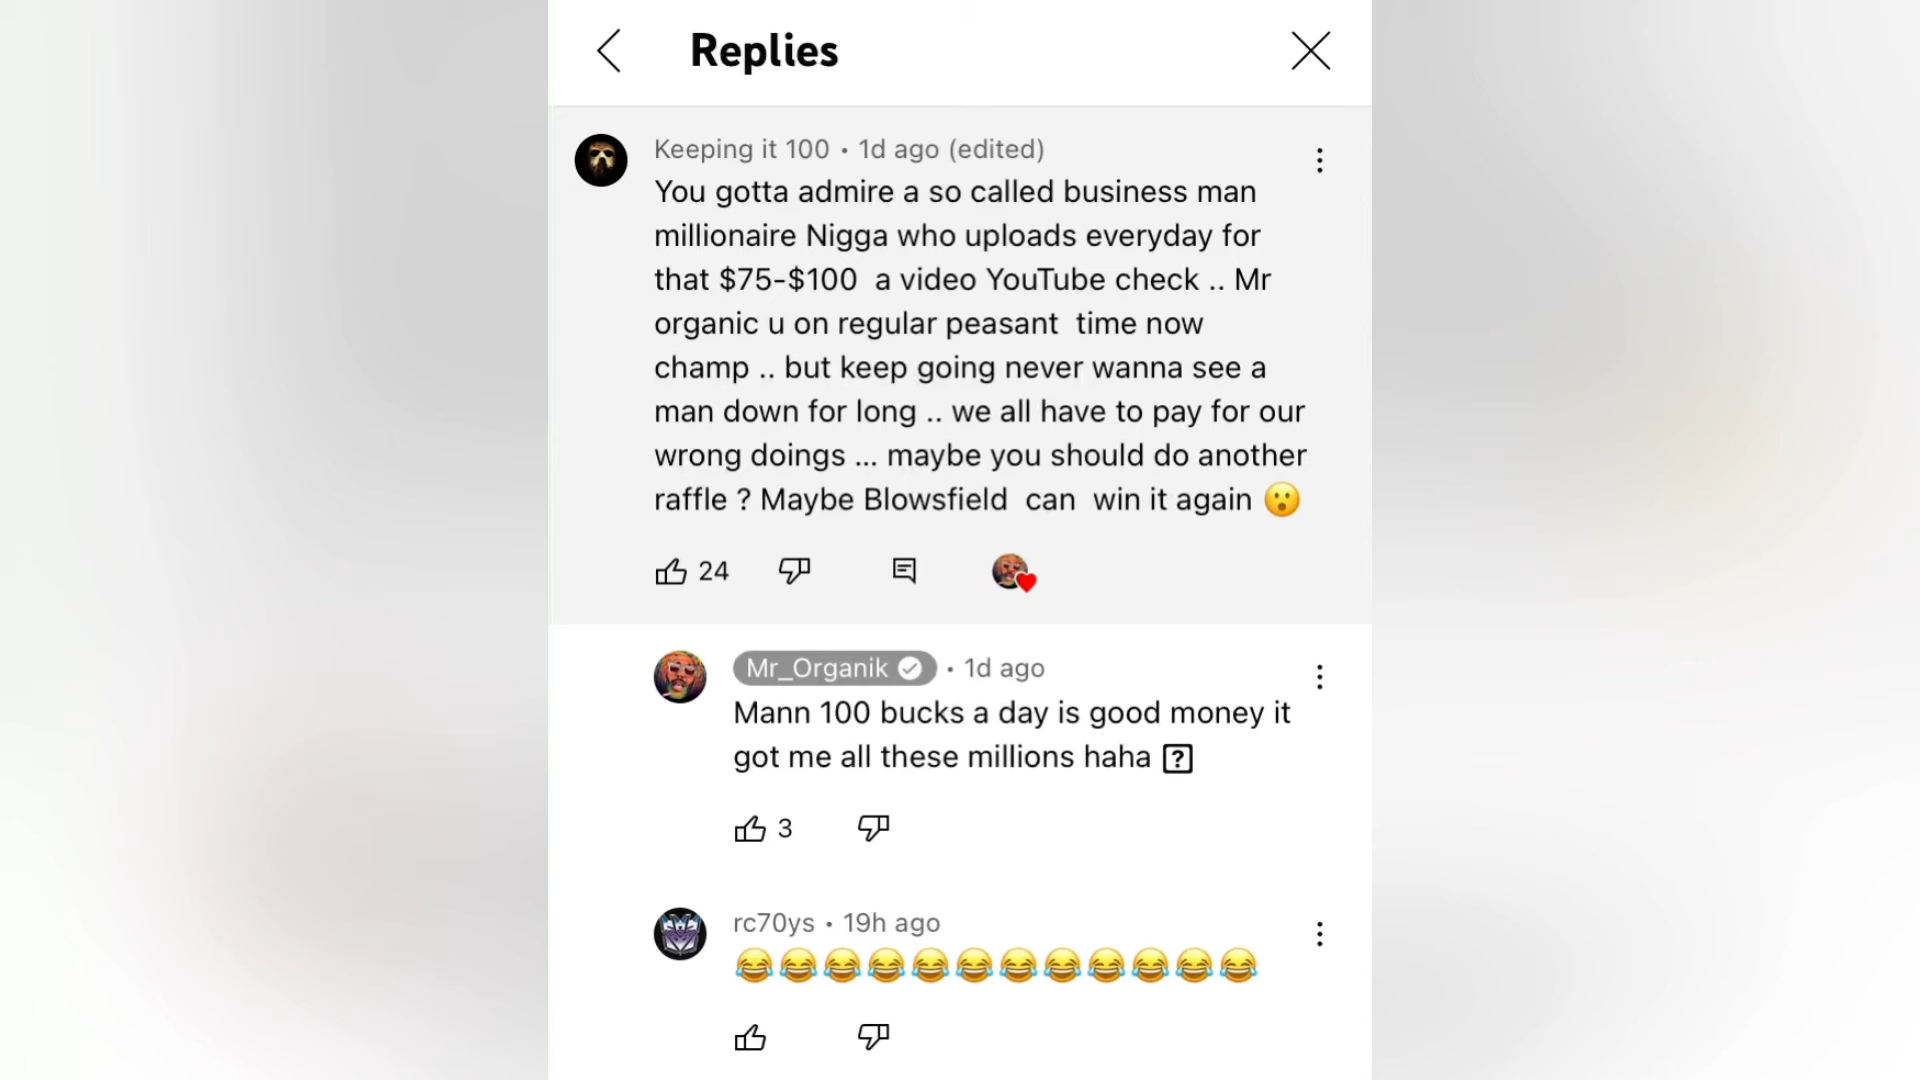 Replies
Keeping it 100 • 1d ago (edited)
You gotta admire a so called business man
millionaire Nigga who uploads everyday for
that $75-$100 a video YouTube check .. Mr
organic u on regular peasant time now
champ .. but keep going never wanna see a
man down for long .. we all have to pay for our
wrong doings ... maybe you should do another
raffle ? Maybe Blowsfield can win it again 😮
24
Mr_Organik • 1d ago
Mann 100 bucks a day is good money it
got me all these millions haha ⍰
3
rc70ys • 19h ago
😂😂😂😂😂😂😂😂😂😂😂😂